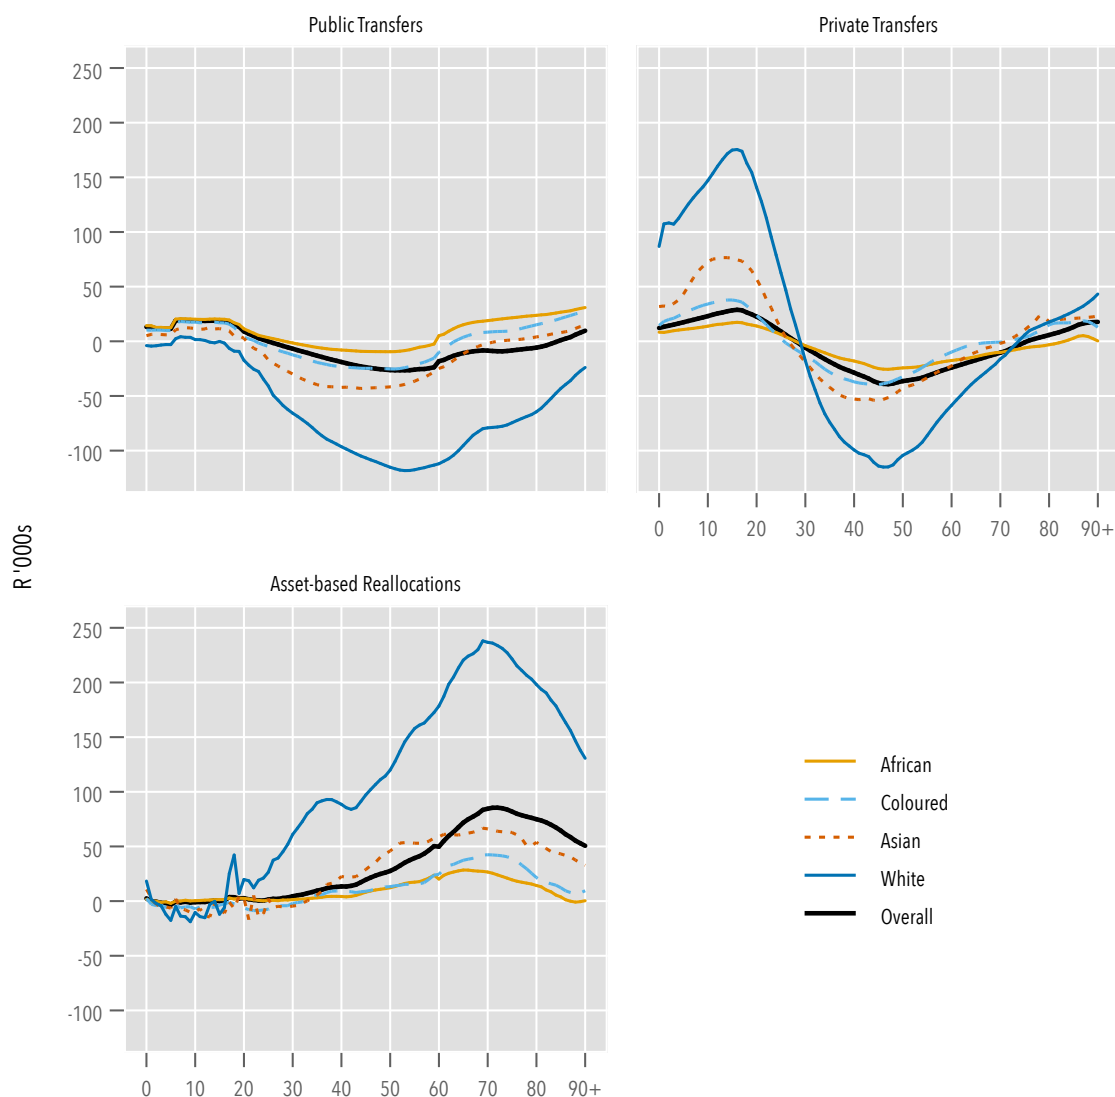 Public Transfers
Private Transfers
250
200
150
100
50
0
-50
-100
0 10 20 30 40 50 60 70 80 90+
R '000s
Asset-based Reallocations
250
200
150
100
50
0
-50
-100
0 10 20 30 40 50 60 70 80 90+
African
Coloured
Asian
White
Overall